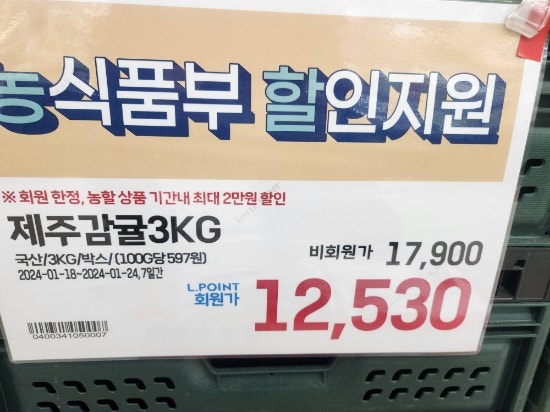 농식품부 할인지원
※ 회원 한정, 농할 상품 기간내 최대 2만원 할인
제주감귤3KG
국산/3KG/박스/(100G당 597원)
2024-01-18~2024-01-24,7일간
비회원가 17,900
L.POINT
회원가 12,530
0400341050007